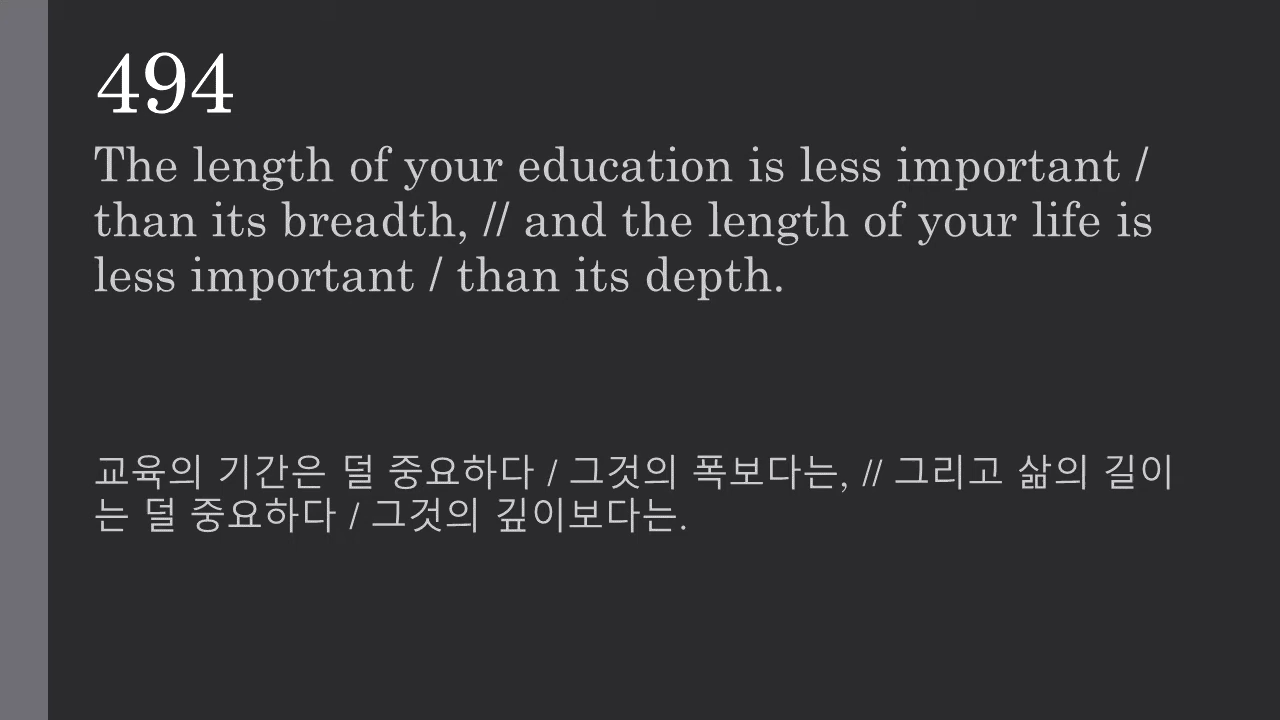 494
The length of your education is less important /
than its breadth, // and the length of your life is
less important / than its depth.
교육의 기간은 덜 중요하다 / 그것의 폭보다는, // 그리고 삶의 길이
는 덜 중요하다 / 그것의 깊이보다는.